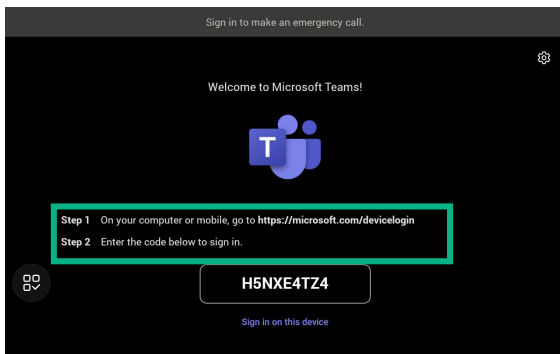 Sign in to make an emergency call.
Welcome to Microsoft Teams!
T
Step 1 On your computer or mobile, go to https://microsoft.com/devicelogin
Step 2 Enter the code below to sign in.
H5NXE4TZ4
Sign in on this device